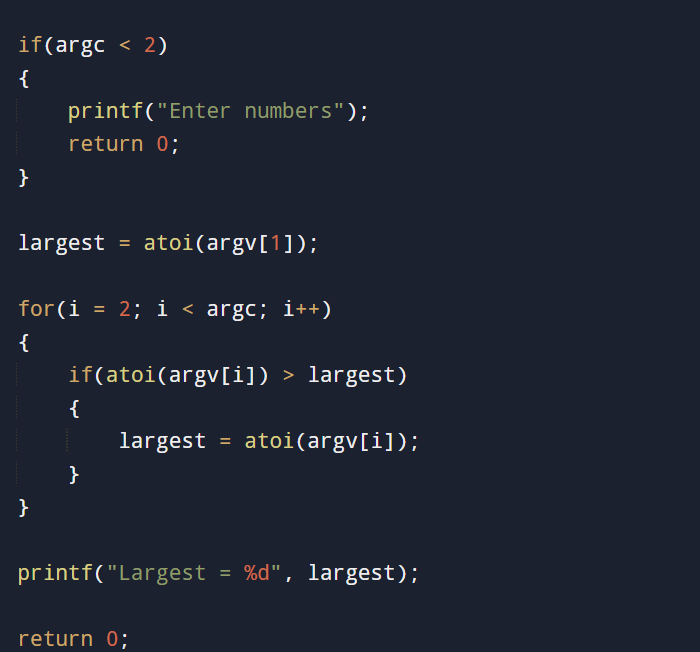 if(argc < 2)
{
    printf("Enter numbers");
    return 0;
}

largest = atoi(argv[1]);

for(i = 2; i < argc; i++)
{
    if(atoi(argv[i]) > largest)
    {
        largest = atoi(argv[i]);
    }
}

printf("Largest = %d", largest);

return 0;